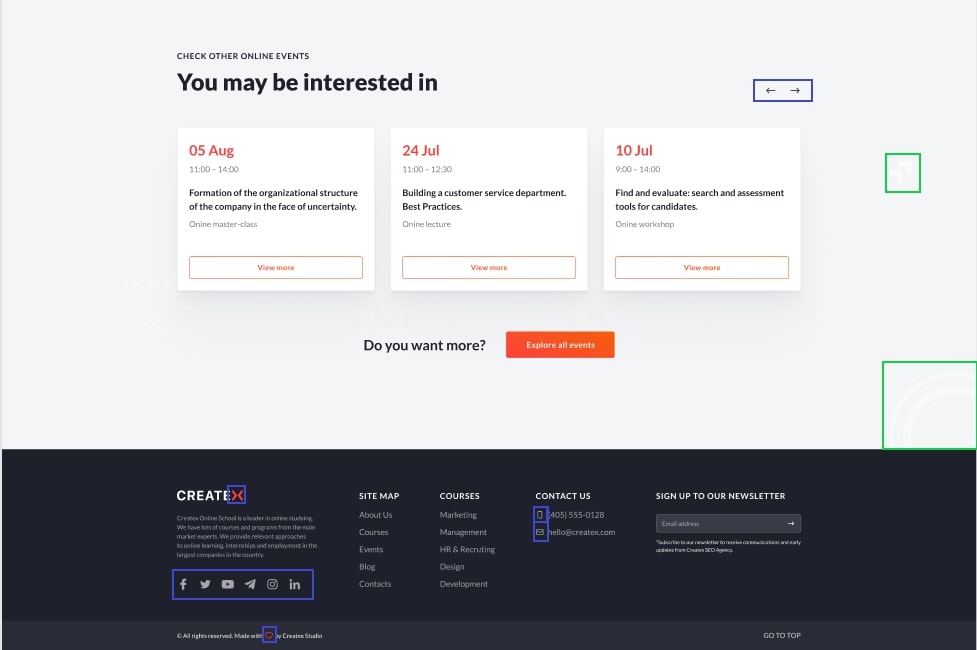 CHECK OTHER ONLINE EVENTS
You may be interested in
05 Aug
11:00 – 14:00
Formation of the organizational structure
of the company in the face of uncertainty.
Onine master-class
View more
24 Jul
11:00 – 12:30
Building a customer service department.
Best Practices.
Onine lecture
View more
10 Jul
9:00 – 14:00
Find and evaluate: search and assessment
tools for candidates.
Onine workshop
View more
Do you want more?
Explore all events
CREATEX
Createx Online School is a leader in online studying.
We have lots of courses and programs from the main
market experts. We provide relevant approaches
to online learning, internships and employment in the
largest companies in the country.
SITE MAP
About Us
Courses
Events
Blog
Contacts
COURSES
Marketing
Management
HR & Recruting
Design
Development
CONTACT US
(405) 555-0128
hello@createx.com
SIGN UP TO OUR NEWSLETTER
Email address
*Subscribe to our newsletter to receive communications and early
updates from Createx SEO Agency.
© All rights reserved. Made with by Createx Studio
GO TO TOP